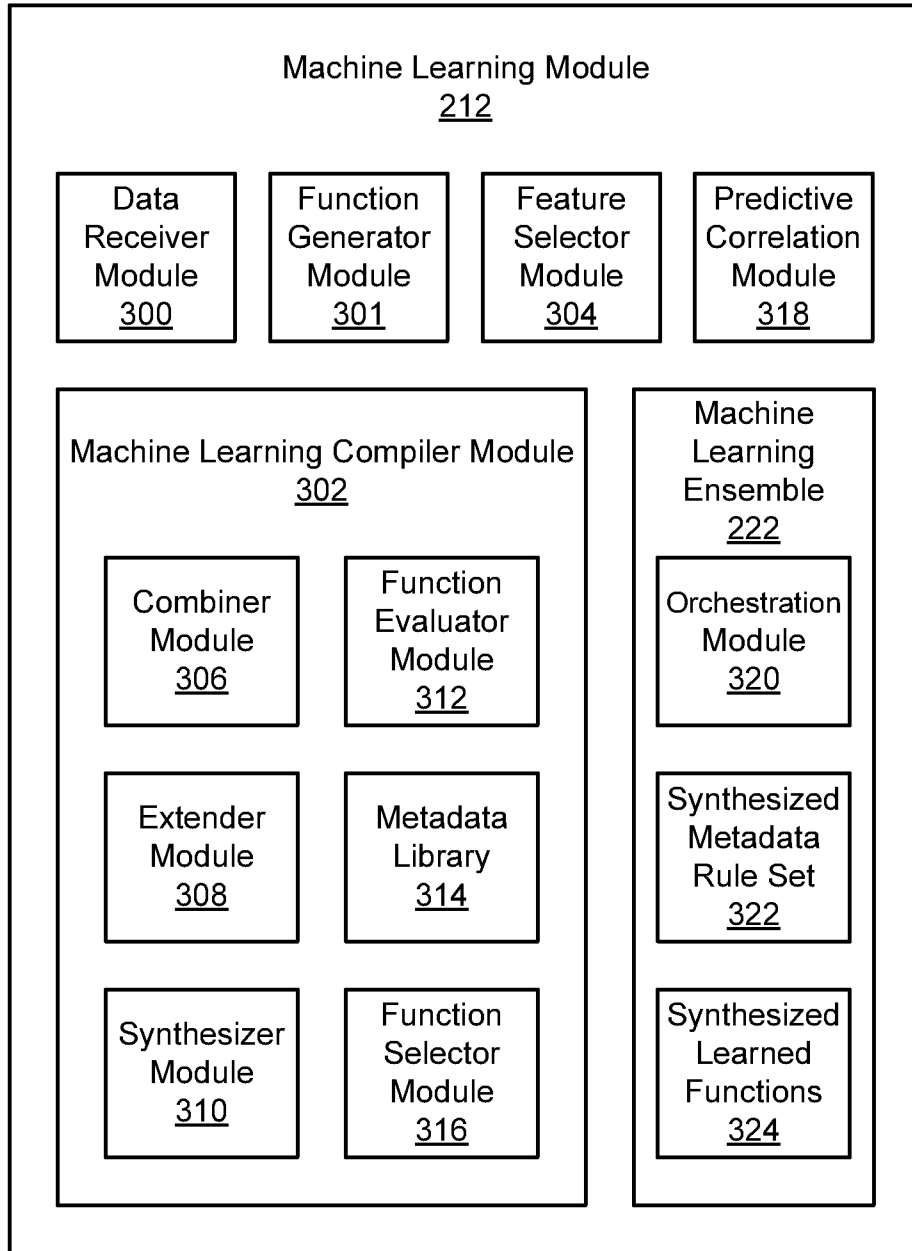 Machine Learning Module
212
Data
Receiver
Module
300
Function
Generator
Module
301
Feature
Selector
Module
304
Predictive
Correlation
Module
318
Machine Learning Compiler Module
302
Combiner
Module
306
Function
Evaluator
Module
312
Extender
Module
308
Metadata
Library
314
Synthesizer
Module
310
Function
Selector
Module
316
Machine
Learning
Ensemble
222
Orchestration
Module
320
Synthesized
Metadata
Rule Set
322
Synthesized
Learned
Functions
324